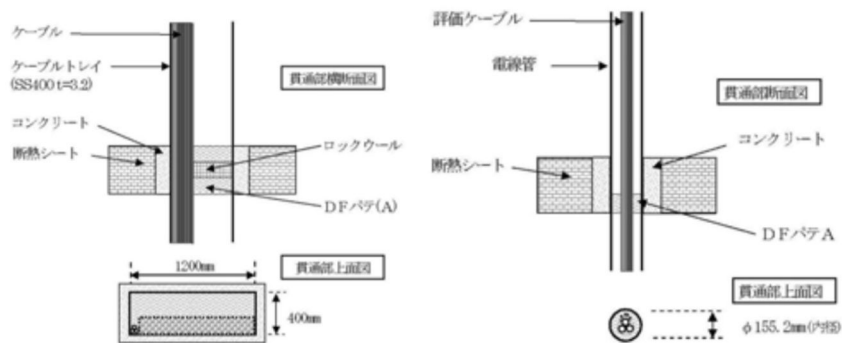 ケーブル
ケーブルトレイ
(SS400 t=3.2)
コンクリート
断熱シート
貫通部横断面図
ロックウール
DFパテ(A)
貫通部上面図
1200mm
400mm
評価ケーブル
電線管
貫通部断面図
コンクリート
断熱シート
DFパテA
貫通部上面図
φ155.2mm(内径)